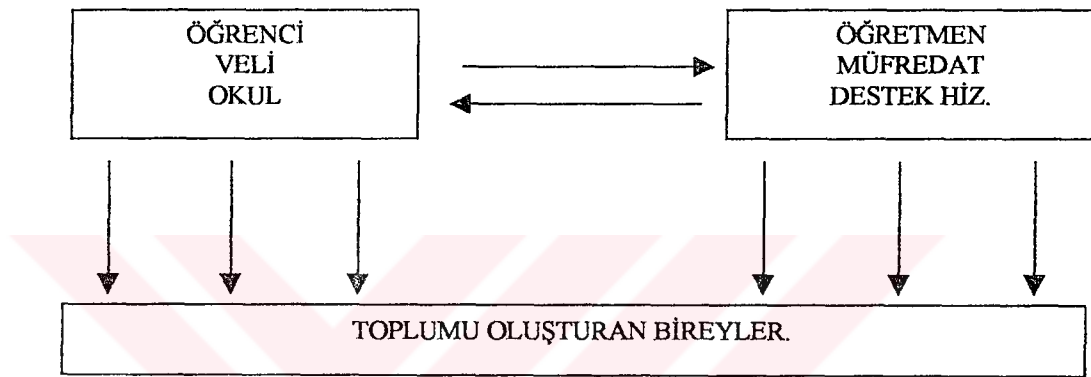 ÖĞRENCİ
VELİ
OKUL
ÖĞRETMEN
MÜFREDAT
DESTEK HİZ.
TOPLUMU OLUŞTURAN BİREYLER.